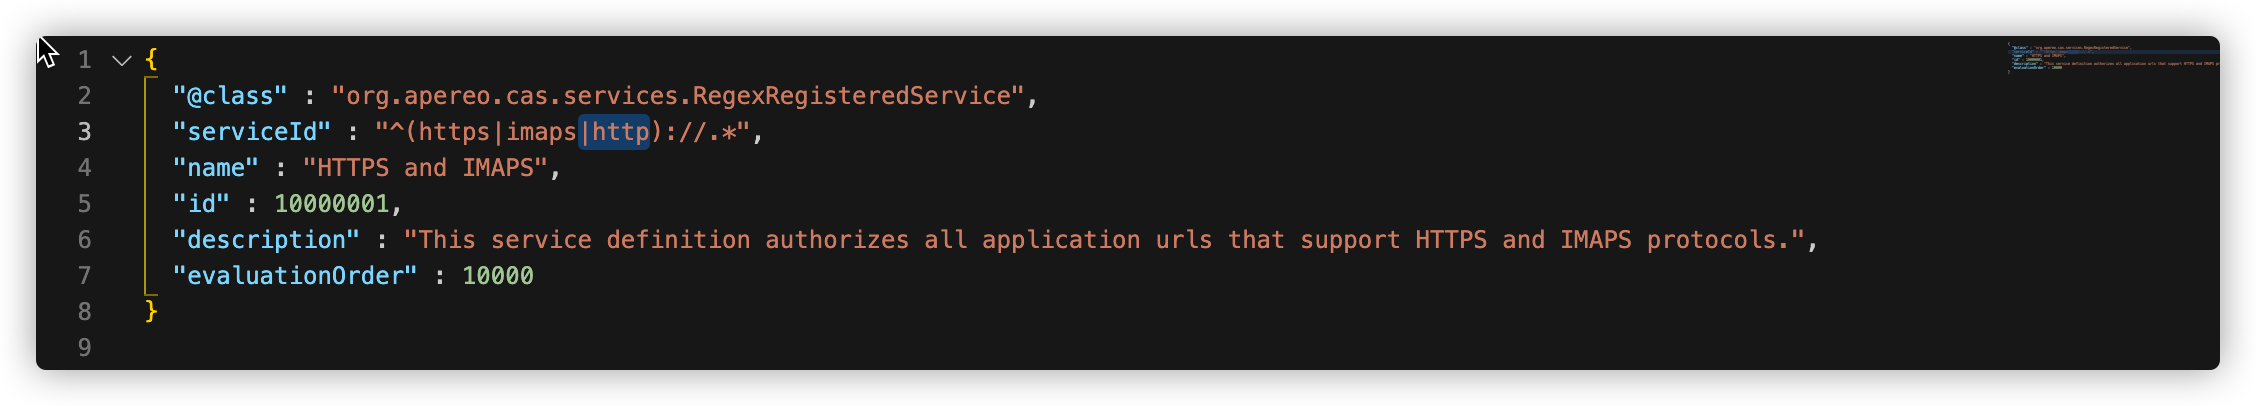 1 {
2 "@class" : "org.apereo.cas.services.RegexRegisteredService",
3 "serviceId" : "^(https|imaps|http)://.*",
4 "name" : "HTTPS and IMAPS",
5 "id" : 10000001,
6 "description" : "This service definition authorizes all application urls that support HTTPS and IMAPS protocols.",
7 "evaluationOrder" : 10000
8 }
9